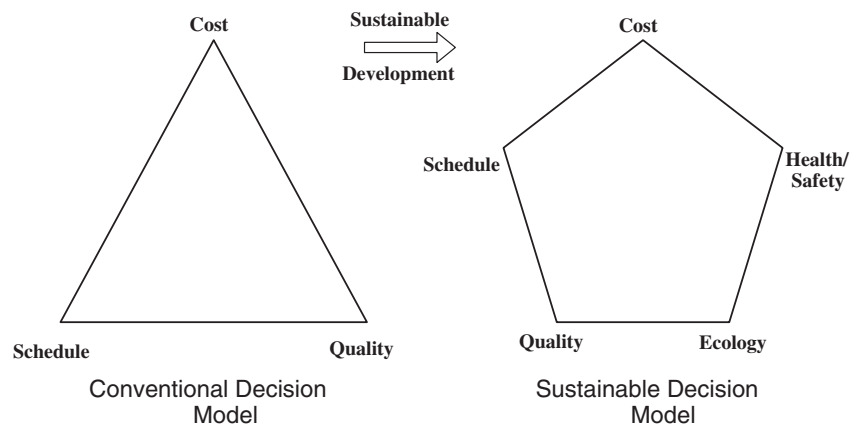 Cost
Schedule
Quality
Conventional Decision
Model
Sustainable
Development
Cost
Schedule
Health/
Safety
Quality
Ecology
Sustainable Decision
Model